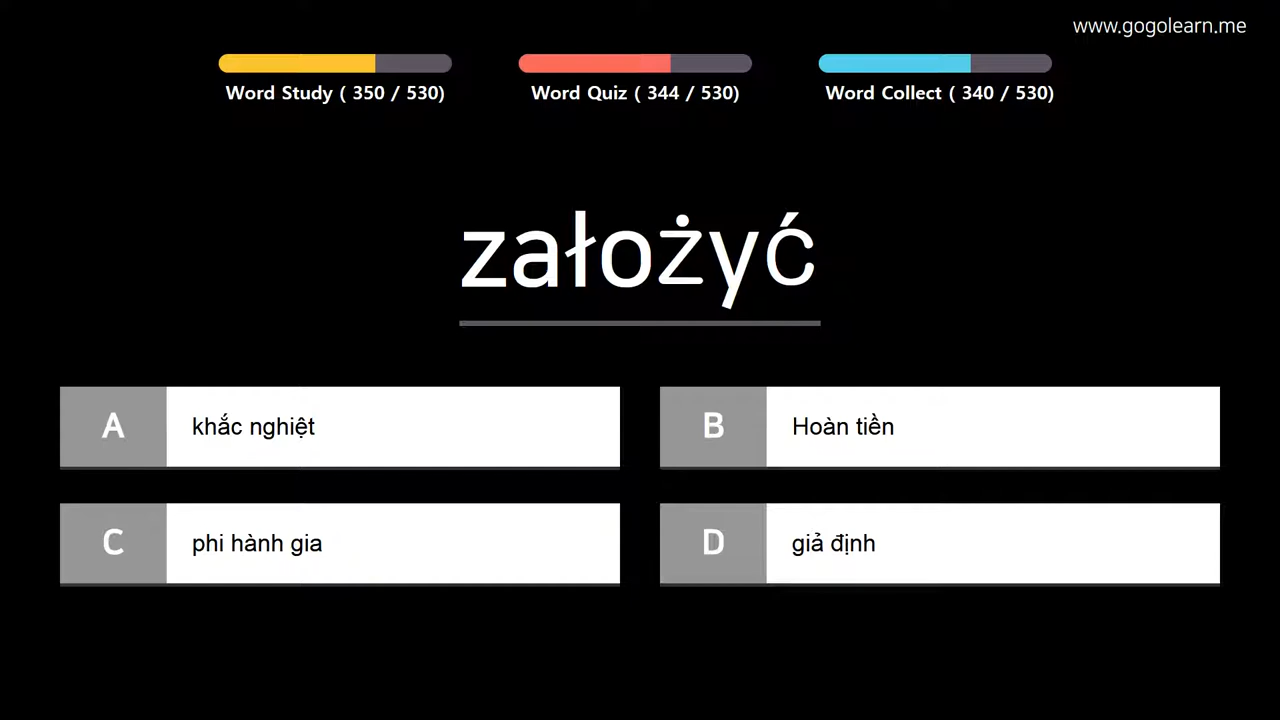 www.gogolearn.me
Word Study ( 350 / 530)
Word Quiz ( 344 / 530)
Word Collect ( 340 / 530)
założyć
A khắc nghiệt
B Hoàn tiền
C phi hành gia
D giả định